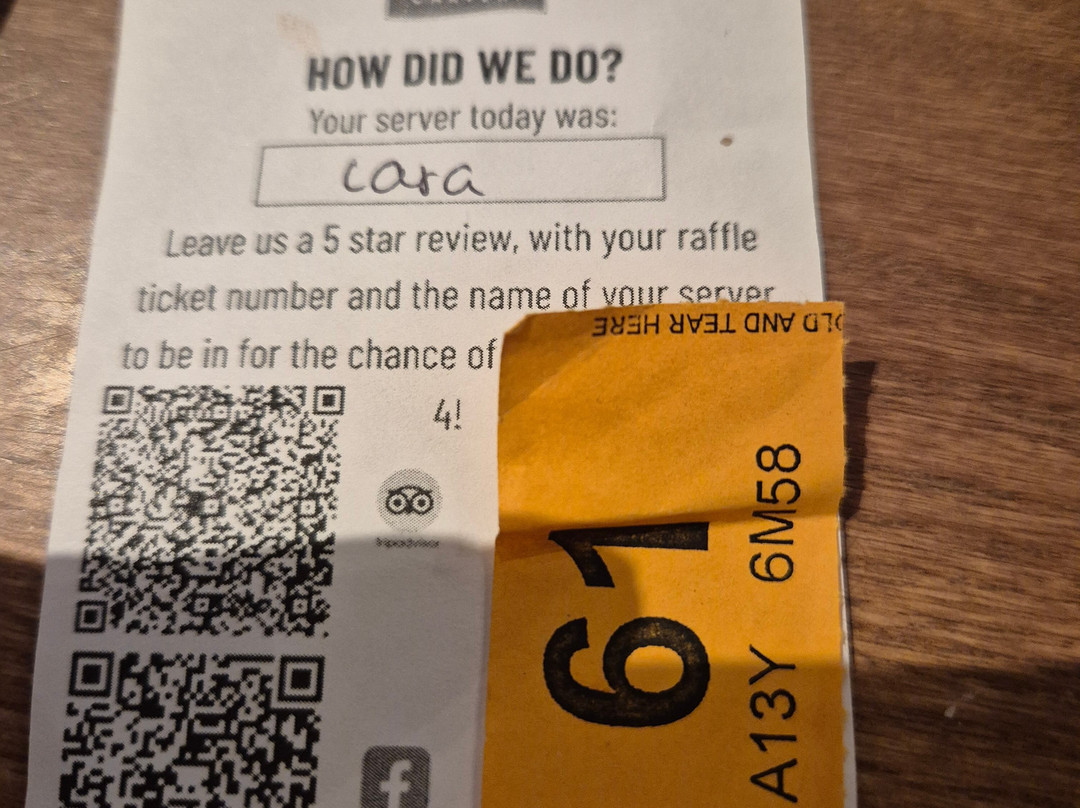 HOW DID WE DO?
Your server today was:
cara
Leave us a 5 star review, with your raffle
ticket number and the name of your server
to be in for the chance of
4!
tripadvisor
f
OLD AND TEAR HERE
61
A13Y 6M58